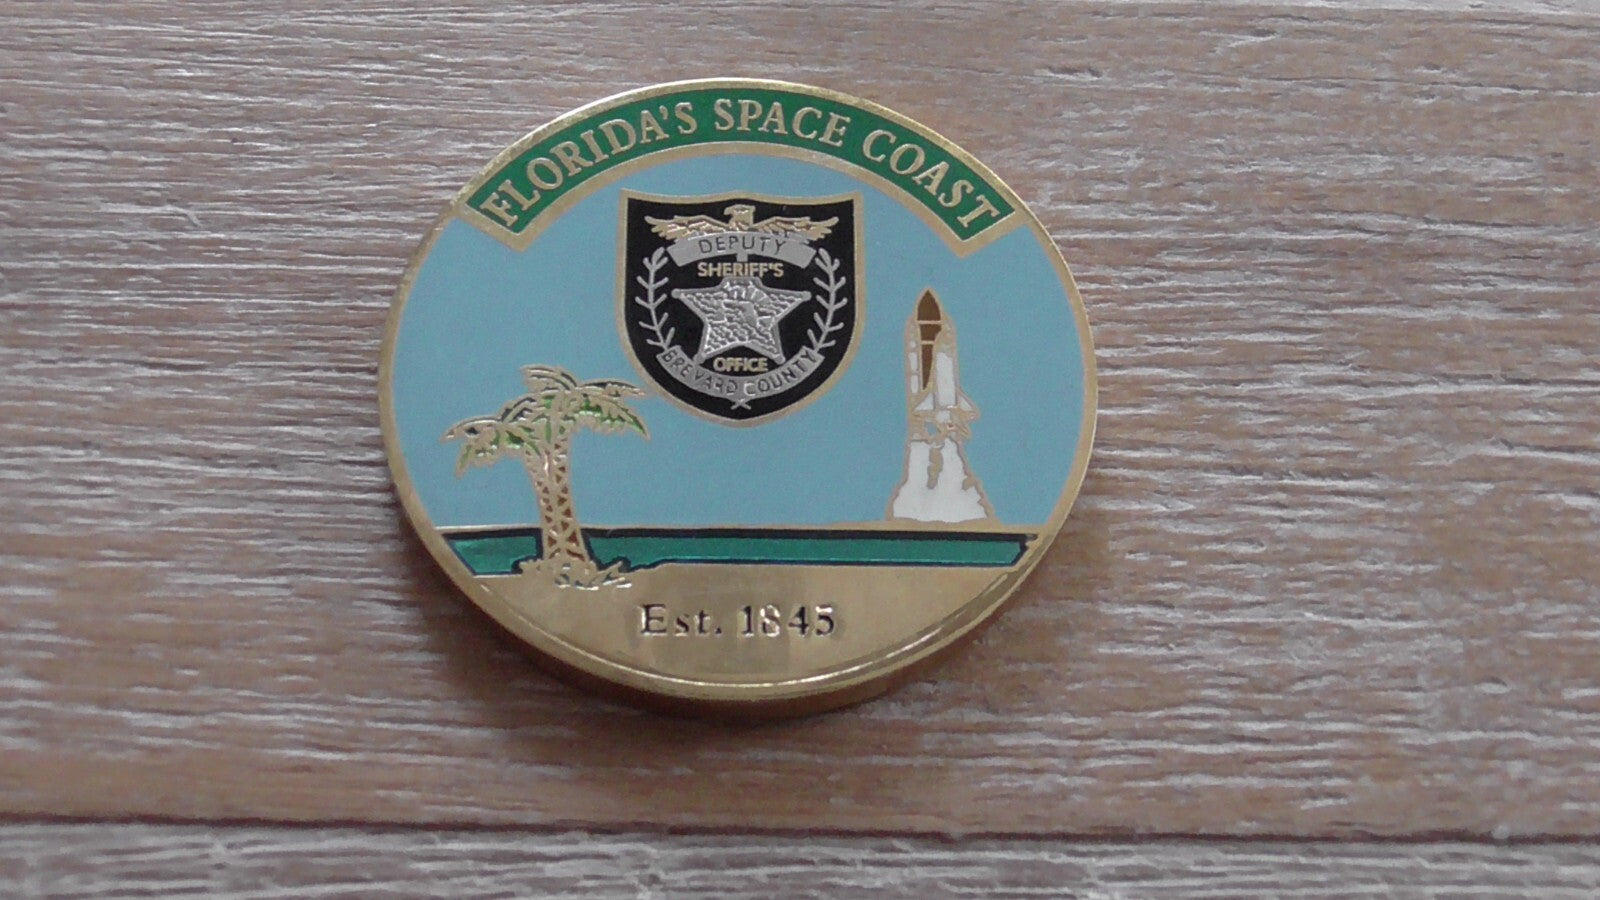 FLORIDA'S SPACE COAST
DEPUTY
SHERIFF'S
OFFICE
BREVARD COUNTY
Est. 1845